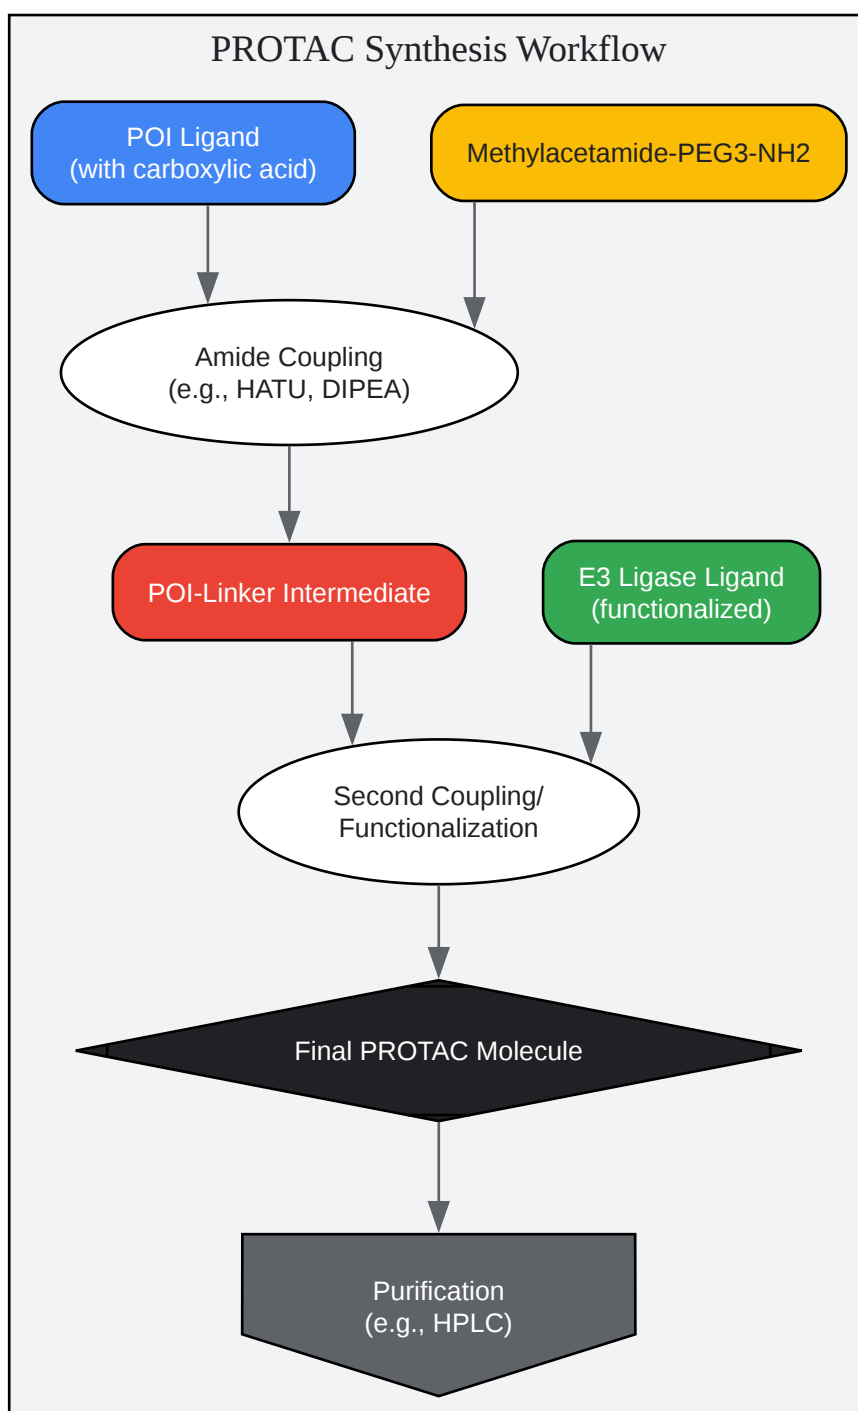 PROTAC Synthesis Workflow
POI Ligand
(with carboxylic acid)
Methylacetamide-PEG3-NH2
Amide Coupling
(e.g., HATU, DIPEA)
POI-Linker Intermediate
E3 Ligase Ligand
(functionalized)
Second Coupling/
Functionalization
Final PROTAC Molecule
Purification
(e.g., HPLC)